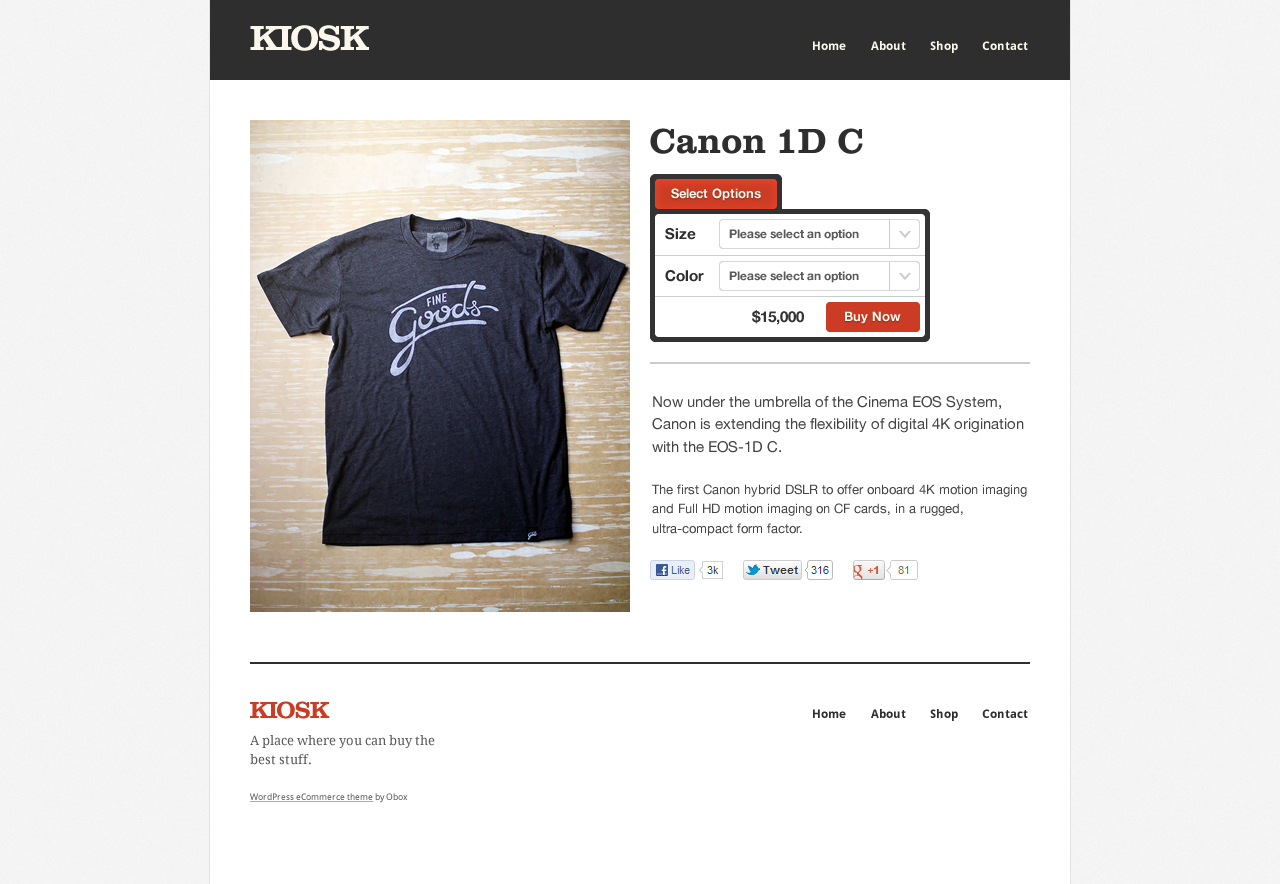 KIOSK
Home About Shop Contact
Canon 1D C
Select Options
Size Please select an option
Color Please select an option
$15,000 Buy Now
FINE
Goods
Now under the umbrella of the Cinema EOS System,
Canon is extending the flexibility of digital 4K origination
with the EOS-1D C.
The first Canon hybrid DSLR to offer onboard 4K motion imaging
and Full HD motion imaging on CF cards, in a rugged,
ultra-compact form factor.
Like 3k Tweet 316 g +1 81
KIOSK
Home About Shop Contact
A place where you can buy the
best stuff.
WordPress eCommerce theme by Obox